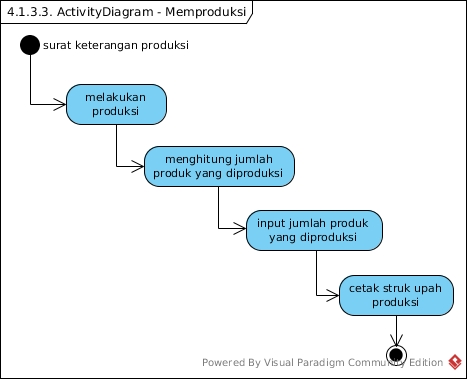 4.1.3.3. ActivityDiagram - Memproduksi
surat keterangan produksi
melakukan
produksi
menghitung jumlah
produk yang diproduksi
input jumlah produk
yang diproduksi
cetak struk upah
produksi
Powered By Visual Paradigm Community Edition